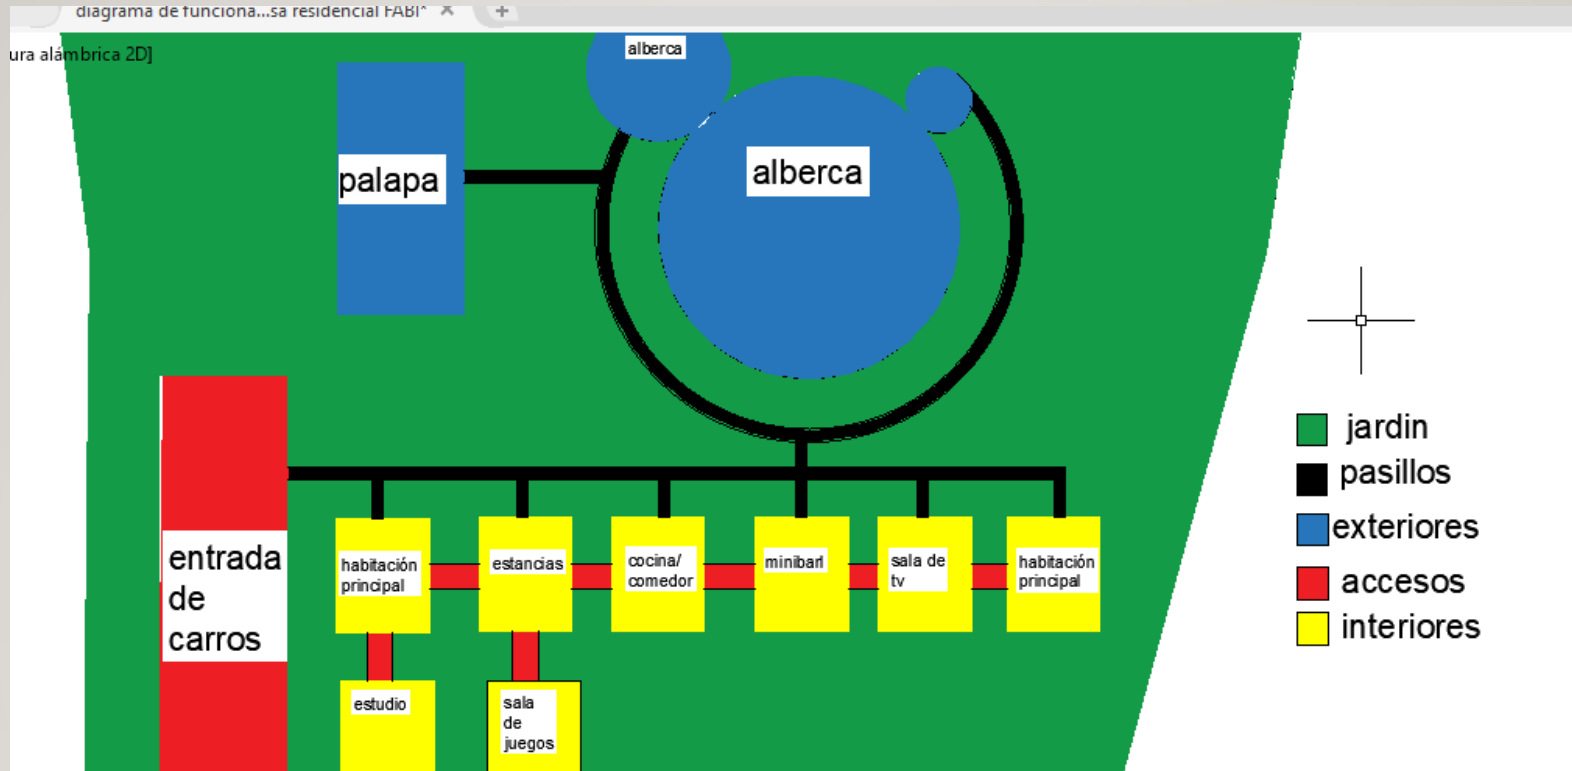 diagrama de funciona...sa residencial FABI*
ura alámbrica 2D]
alberca
alberca
palapa
entrada
de
carros
habitación
principal
estancias
cocina/
comedor
minibarl
sala de
tv
habitación
principal
estudio
sala
de
juegos
jardin
pasillos
exteriores
accesos
interiores